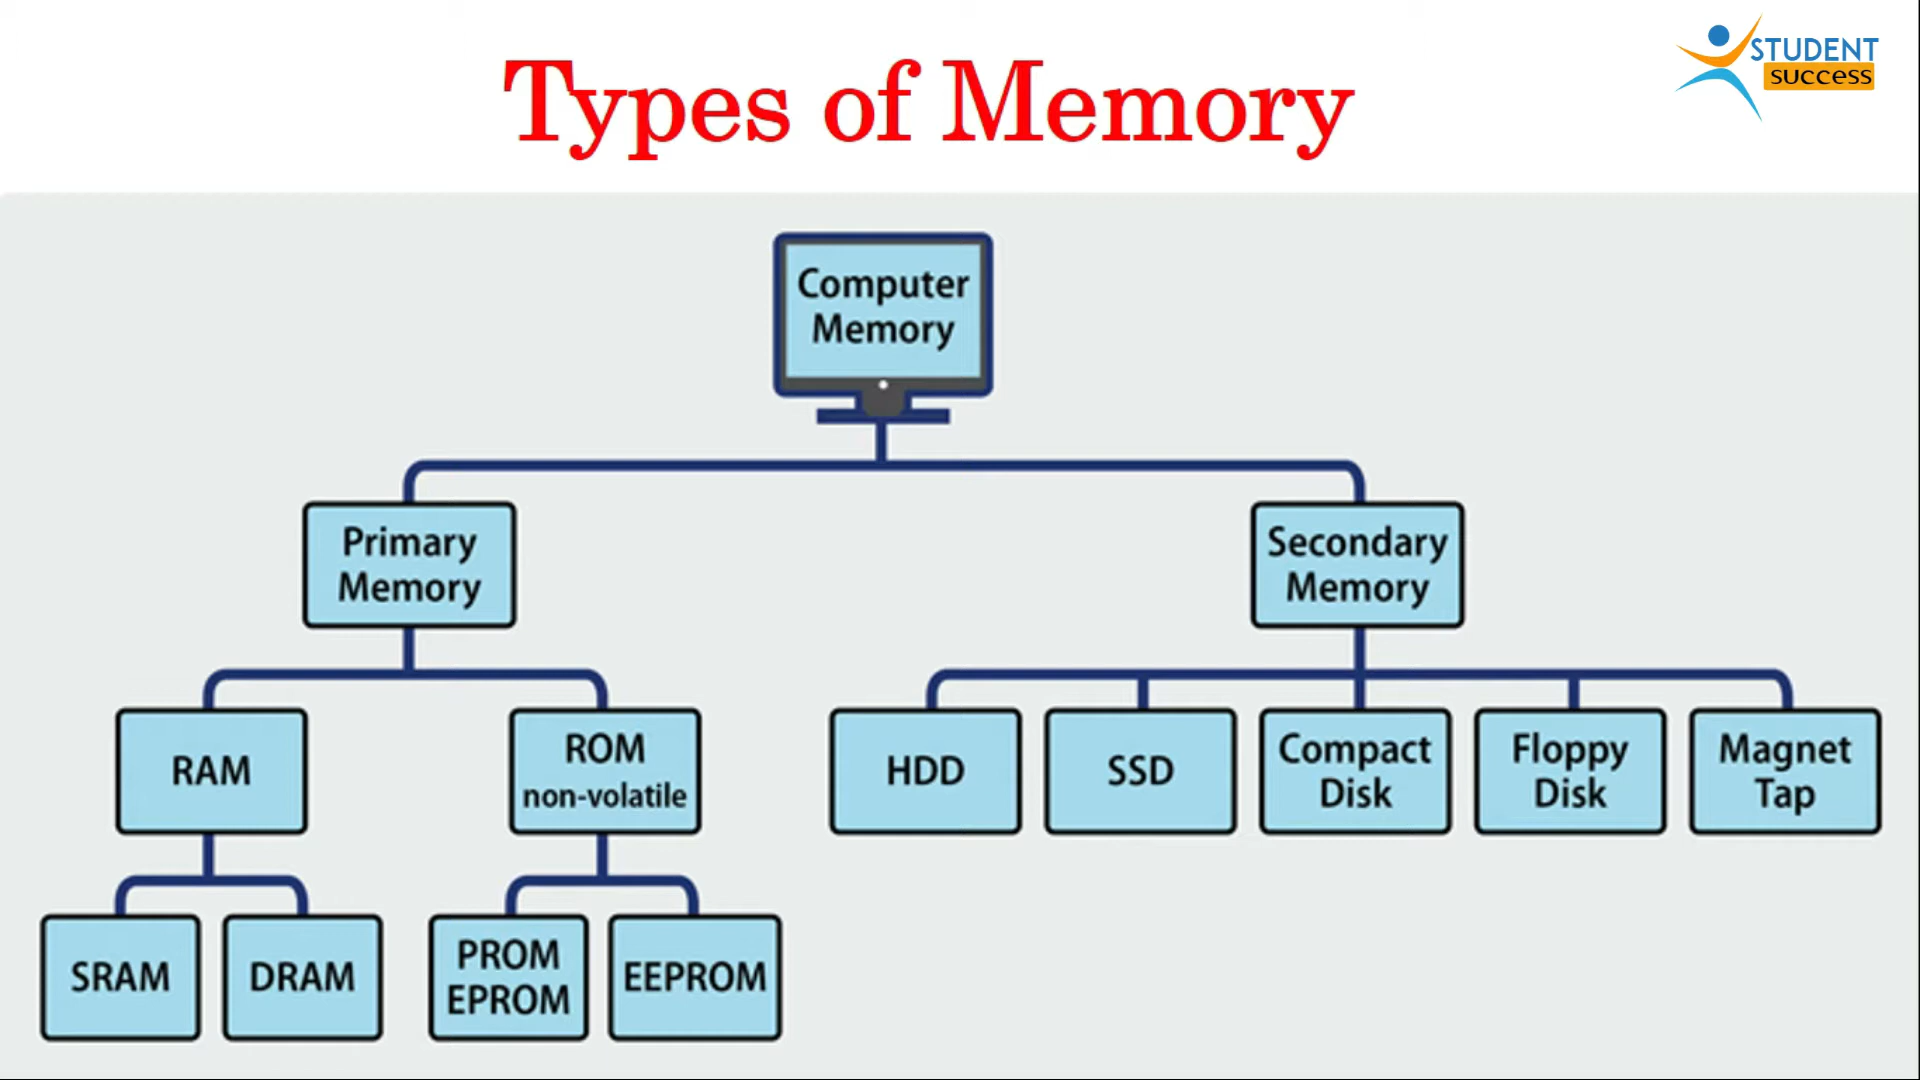 STUDENT
success
Types of Memory
Computer
Memory
Primary
Memory
Secondary
Memory
RAM
ROM
non-volatile
HDD
SSD
Compact
Disk
Floppy
Disk
Magnet
Tap
SRAM
DRAM
PROM
EPROM
EEPROM